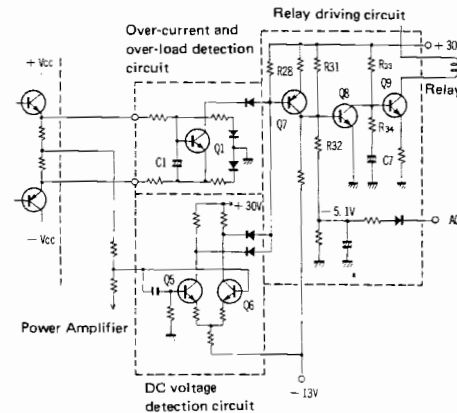 Relay driving circuit
Over-current and
over-load detection
circuit
+ Vcc
+ 30
R28
R31
R33
Q8
Q9
Relay
Q7
Q1
C1
R32
R34
C7
− 5.1V
+ 30V
− Vcc
Q5
Q6
Power Amplifier
− 13V
DC voltage
detection circuit